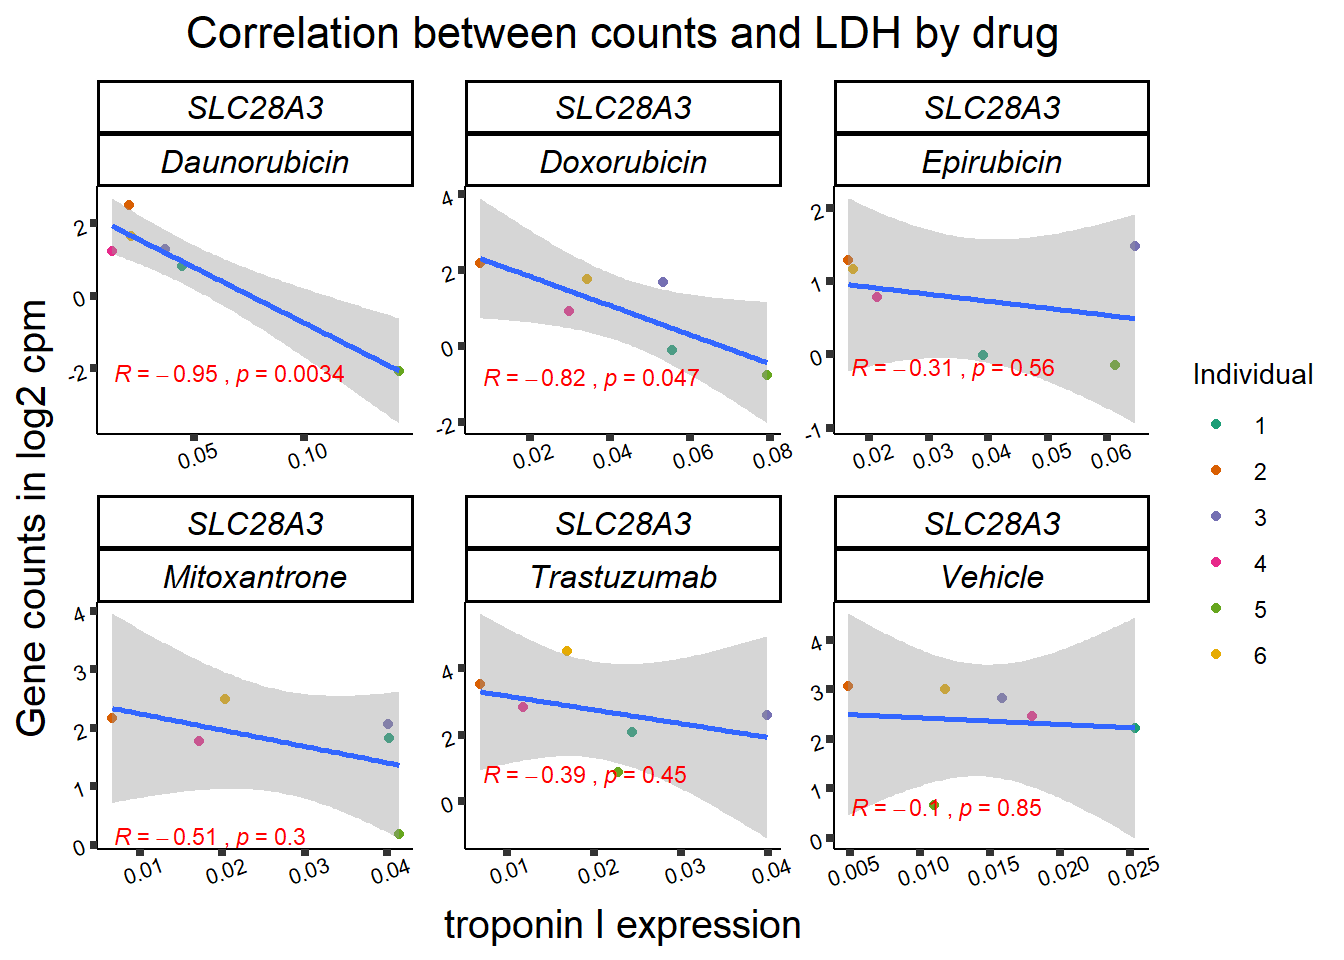 Correlation between counts and LDH by drug
SLC28A3
Daunorubicin
SLC28A3
Doxorubicin
SLC28A3
Epirubicin
2
0
-2
R = −0.95 , p = 0.0034
0.05
0.10
4
2
0
-2
R = −0.82 , p = 0.047
0.02
0.04
0.06
0.08
2
1
0
-1
R = −0.31 , p = 0.56
0.02
0.03
0.04
0.05
0.06
SLC28A3
Mitoxantrone
SLC28A3
Trastuzumab
SLC28A3
Vehicle
4
3
2
1
0
R = −0.51 , p = 0.3
0.01
0.02
0.03
0.04
4
2
0
R = −0.39 , p = 0.45
0.01
0.02
0.03
0.04
4
3
2
1
0
R = −0.1 , p = 0.85
0.005
0.010
0.015
0.020
0.025
Gene counts in log2 cpm
troponin I expression
Individual
1
2
3
4
5
6